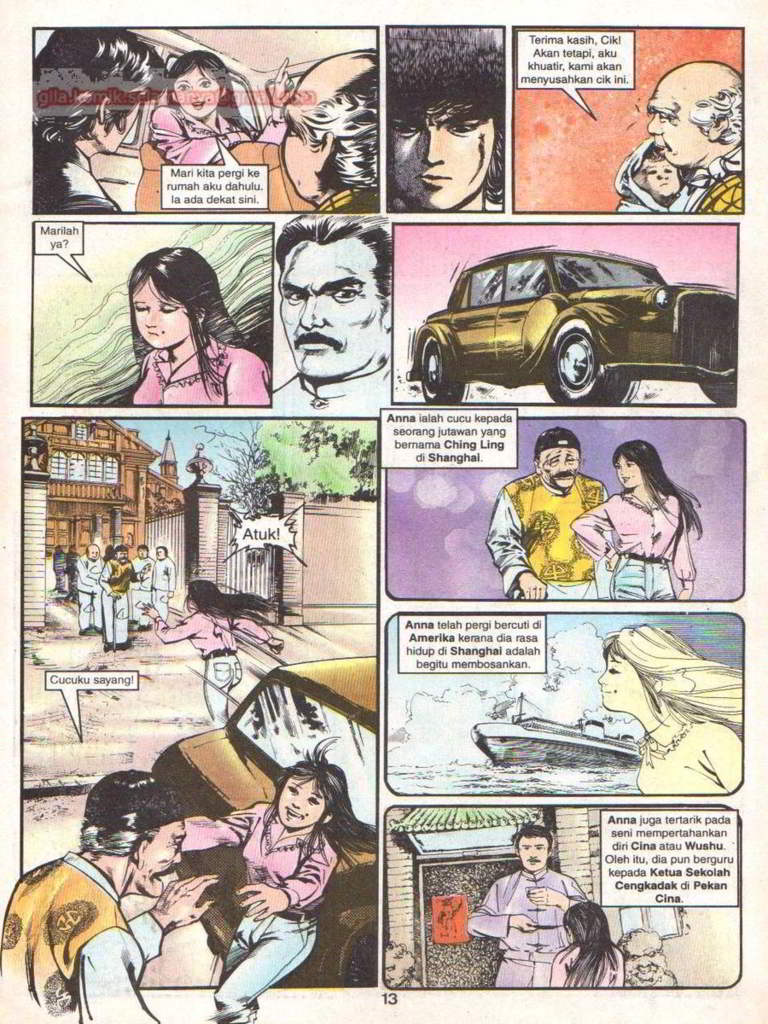 Mari kita pergi ke
rumah aku dahulu.
Ia ada dekat sini.
Terima kasih, Cik!
Akan tetapi, aku
khuatir, kami akan
menyusahkan cik ini.
Marilah
ya?
Anna ialah cucu kepada
seorang jutawan yang
bernama Ching Ling
di Shanghai.
Atuk!
Cucuku sayang!
Anna telah pergi bercuti di
Amerika kerana dia rasa
hidup di Shanghai adalah
begitu membosankan.
Anna juga tertarik pada
seni mempertahankan
diri Cina atau Wushu.
Oleh itu, dia pun berguru
kepada Ketua Sekolah
Cengkadak di Pekan
Cina.
13